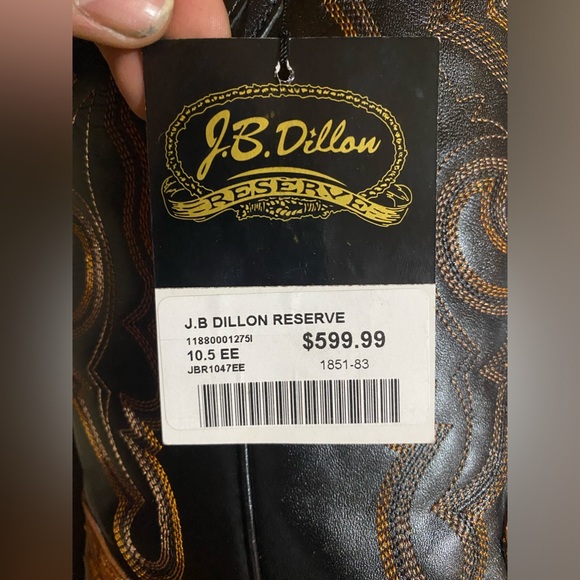 J.B. Dillon
RESERVE
J.B DILLON RESERVE
11880001275I
$599.99
10.5 EE
JBR1047EE
1851-83